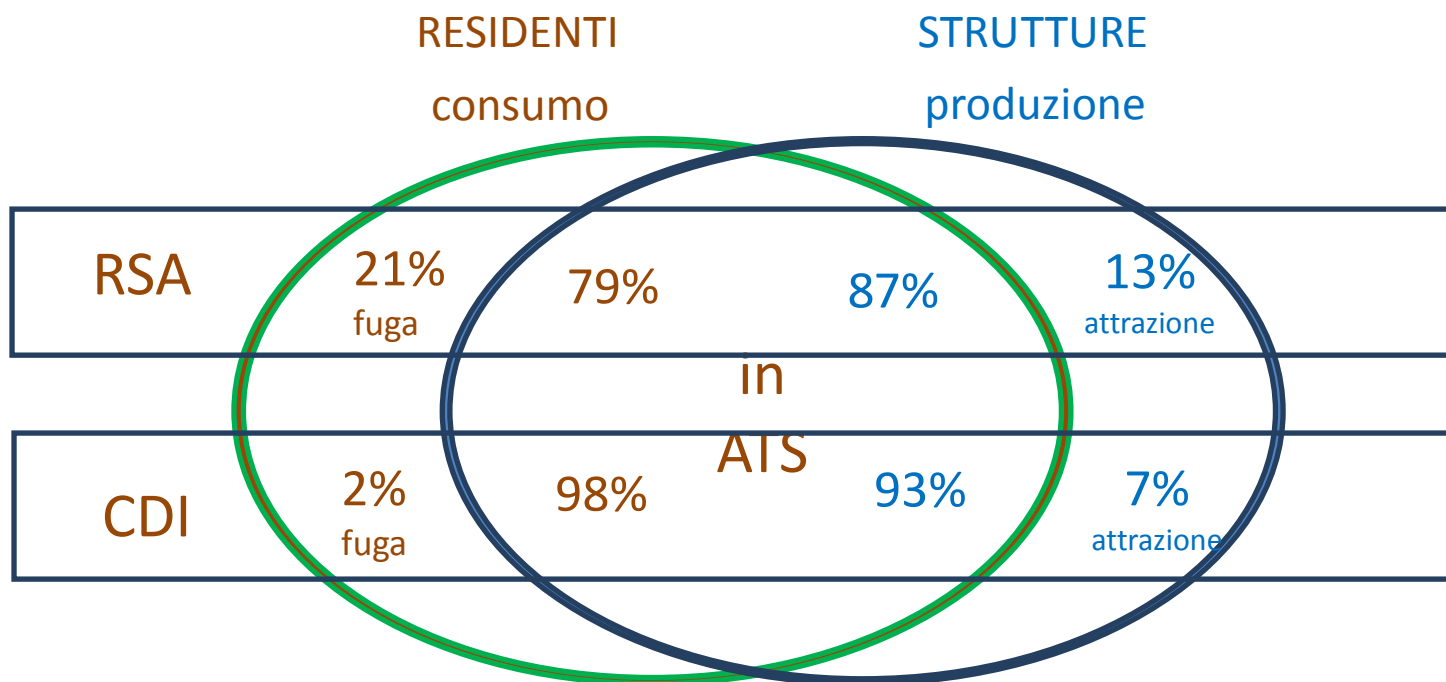 RESIDENTI
consumo
STRUTTURE
produzione
RSA
21%
fuga
79%
87%
13%
attrazione
in
ATS
CDI
2%
fuga
98%
93%
7%
attrazione